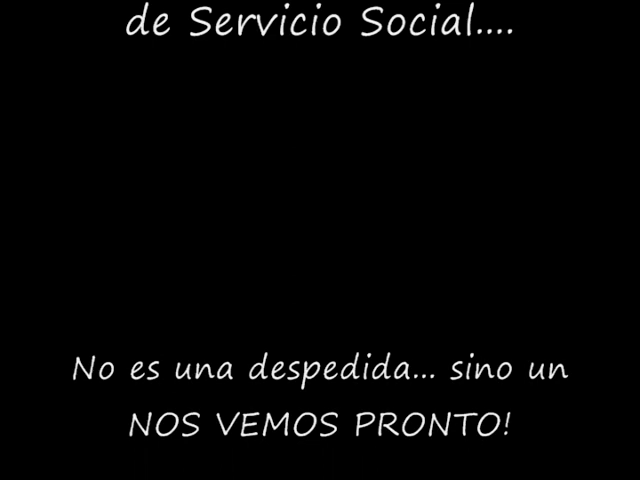 de Servicio Social....
No es una despedida... sino un
NOS VEMOS PRONTO!